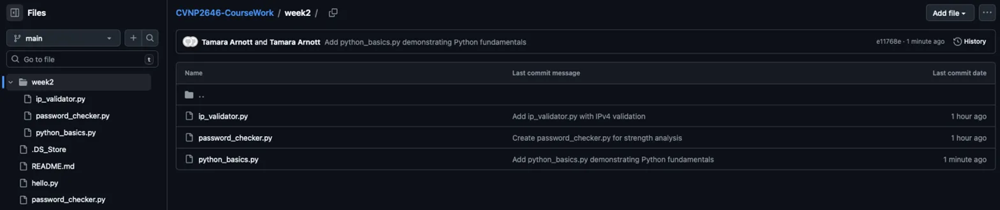 Files
main
Go to file
t
week2
ip_validator.py
password_checker.py
python_basics.py
.DS_Store
README.md
hello.py
password_checker.py
CVNP2646-CourseWork / week2 /
Add file
Tamara Arnott and Tamara Arnott Add python_basics.py demonstrating Python fundamentals
e11768e · 1 minute ago
History
Name Last commit message Last commit date
..
ip_validator.py Add ip_validator.py with IPv4 validation 1 hour ago
password_checker.py Create password_checker.py for strength analysis 1 hour ago
python_basics.py Add python_basics.py demonstrating Python fundamentals 1 minute ago